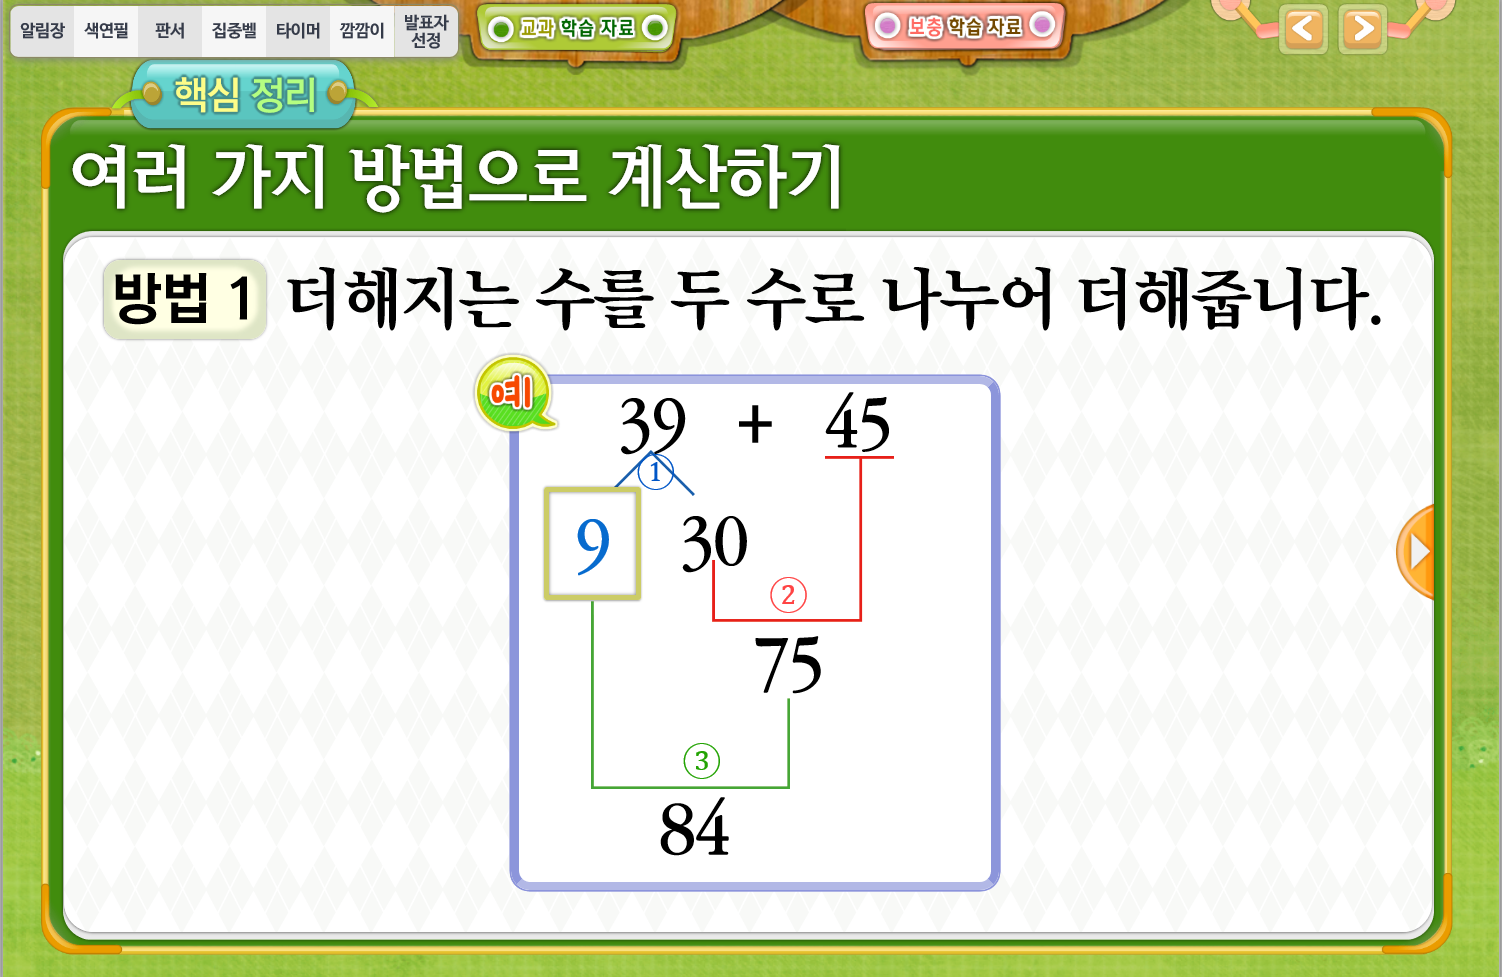 알림장 색연필 판서 집중벨 타이머 깜깜이 발표자 선정
교과 학습 자료
보충 학습 자료
핵심 정리
여러 가지 방법으로 계산하기
방법 1 더해지는 수를 두 수로 나누어 더해줍니다.
예
39 + 45
①
9 30
②
75
③
84